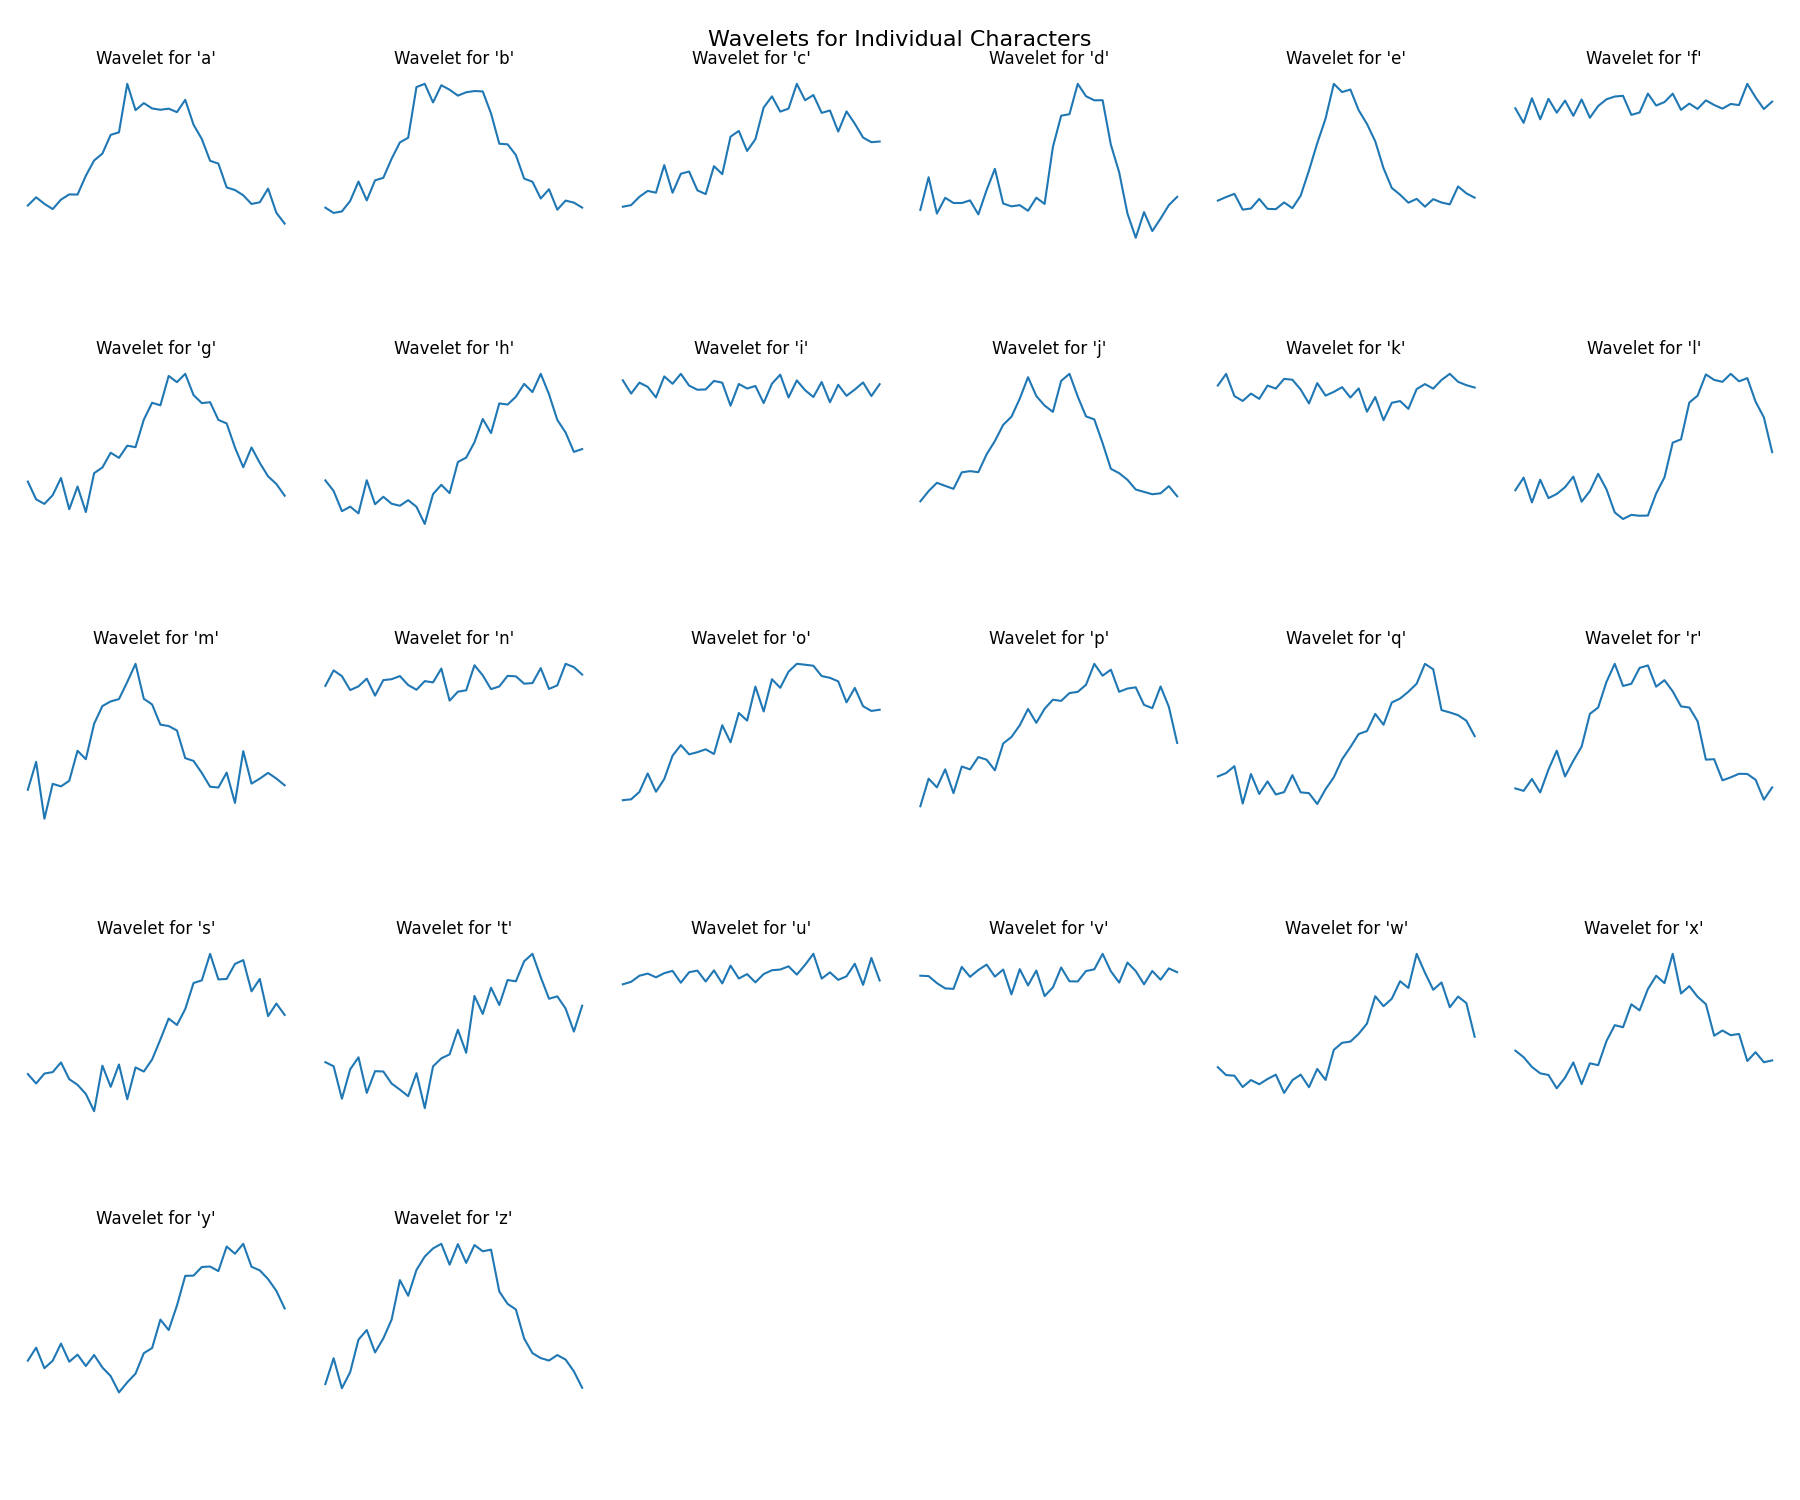 Wavelets for Individual Characters
Wavelet for 'a' Wavelet for 'b' Wavelet for 'c' Wavelet for 'd' Wavelet for 'e' Wavelet for 'f'
Wavelet for 'g' Wavelet for 'h' Wavelet for 'i' Wavelet for 'j' Wavelet for 'k' Wavelet for 'l'
Wavelet for 'm' Wavelet for 'n' Wavelet for 'o' Wavelet for 'p' Wavelet for 'q' Wavelet for 'r'
Wavelet for 's' Wavelet for 't' Wavelet for 'u' Wavelet for 'v' Wavelet for 'w' Wavelet for 'x'
Wavelet for 'y' Wavelet for 'z'